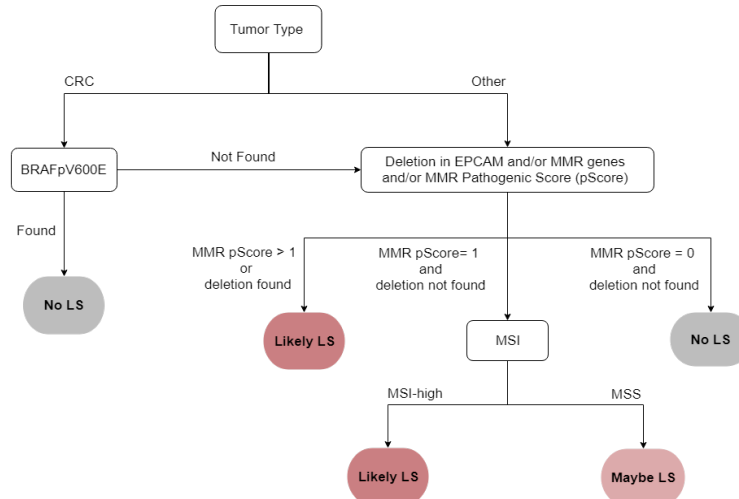 Tumor Type
CRC
Other
BRAFpV600E
Not Found
Deletion in EPCAM and/or MMR genes
and/or MMR Pathogenic Score (pScore)
Found
MMR pScore > 1
or
deletion found
MMR pScore= 1
and
deletion not found
MMR pScore = 0
and
deletion not found
No LS
Likely LS
MSI
No LS
MSI-high
MSS
Likely LS
Maybe LS